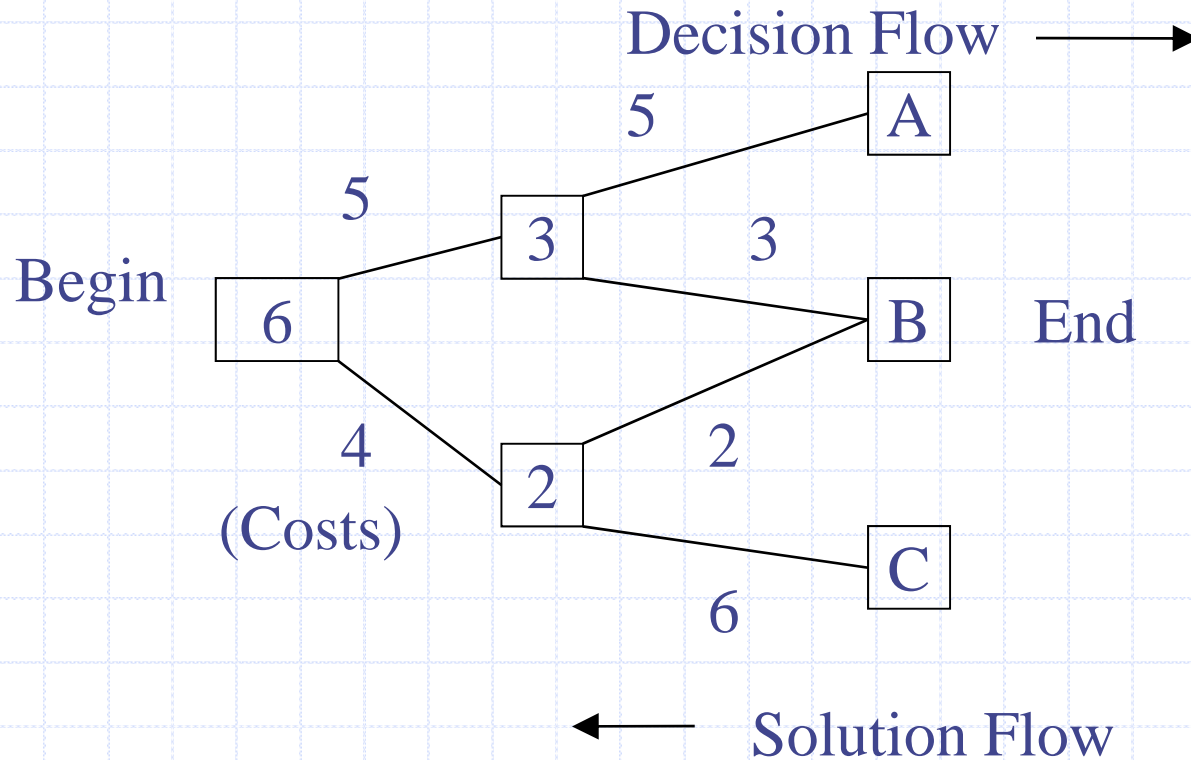 Decision Flow
5
A
5
3
3
Begin
6
B
End
4
2
2
(Costs)
C
6
Solution Flow